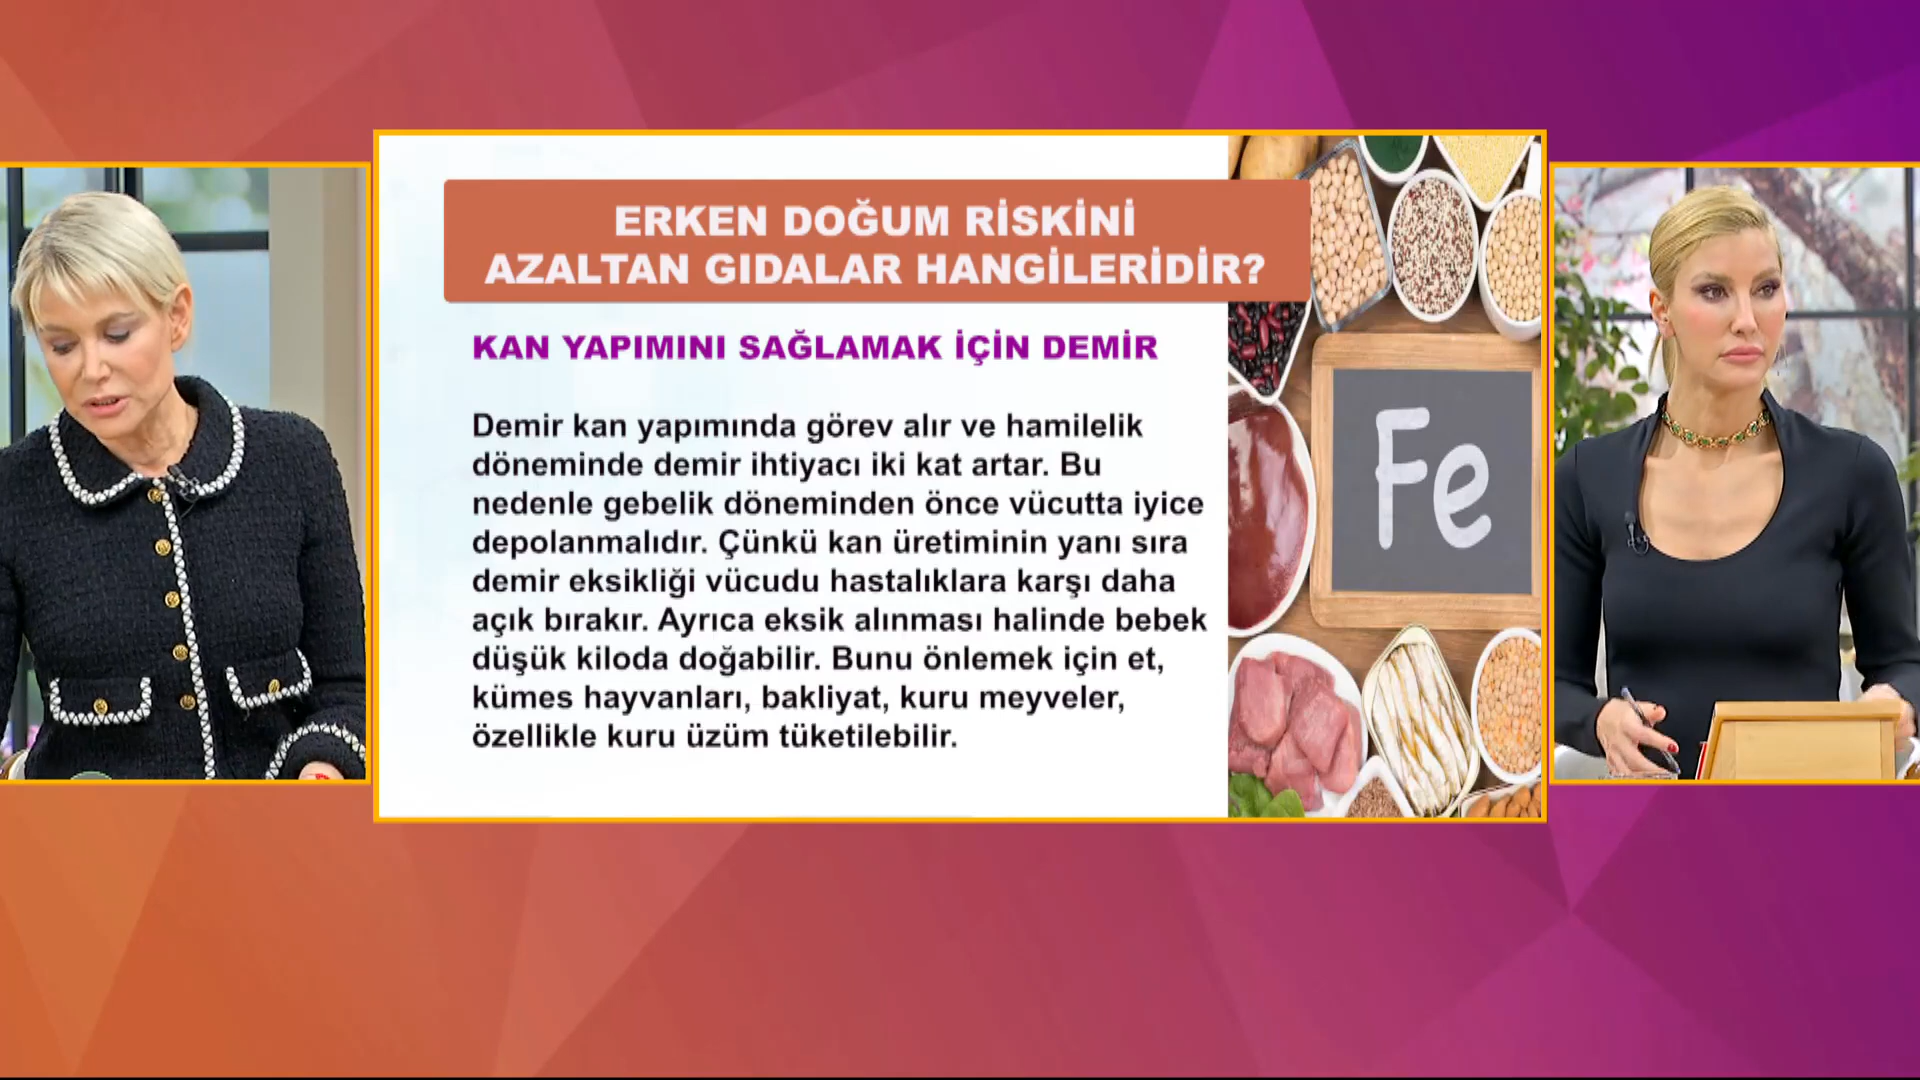 ERKEN DOĞUM RİSKİNİ
AZALTAN GIDALAR HANGİLERİDİR?
KAN YAPIMINI SAĞLAMAK İÇİN DEMİR
Demir kan yapımında görev alır ve hamilelik
döneminde demir ihtiyacı iki kat artar. Bu
nedenle gebelik döneminden önce vücutta iyice
depolanmalıdır. Çünkü kan üretiminin yanı sıra
demir eksikliği vücudu hastalıklara karşı daha
açık bırakır. Ayrıca eksik alınması halinde bebek
düşük kiloda doğabilir. Bunu önlemek için et,
kümes hayvanları, bakliyat, kuru meyveler,
özellikle kuru üzüm tüketilebilir.
Fe